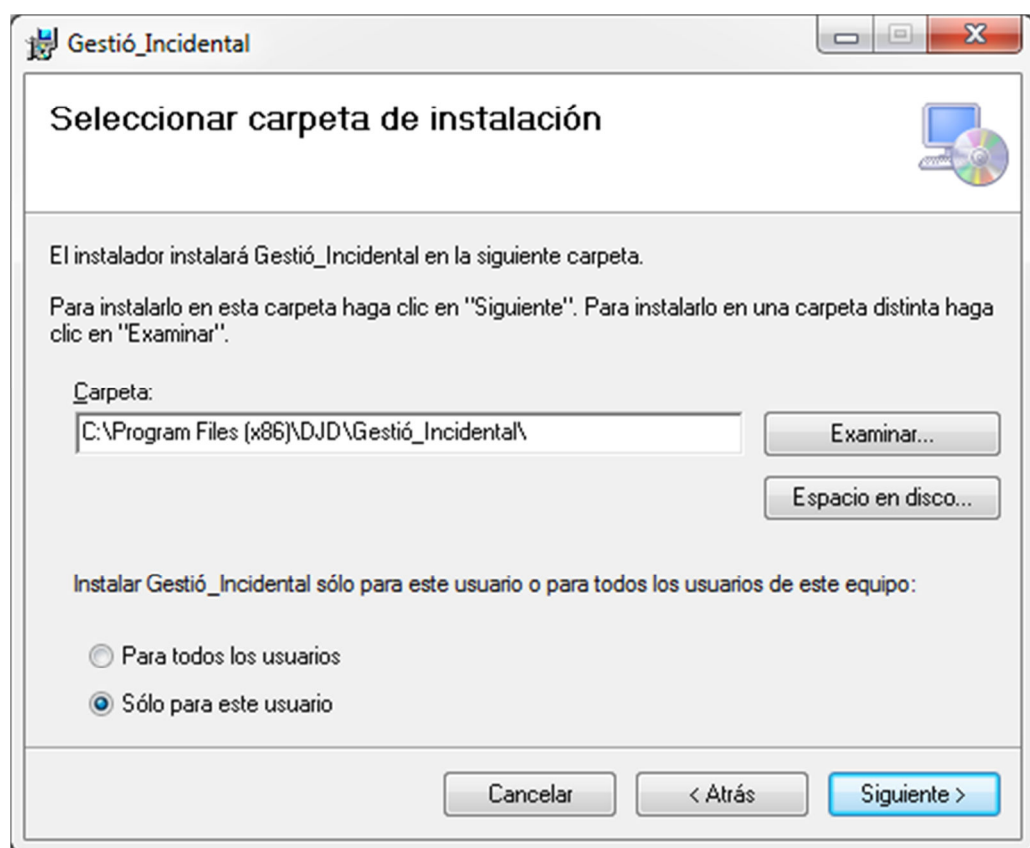 Gestió_Incidental
Seleccionar carpeta de instalación
El instalador instalará Gestió_Incidental en la siguiente carpeta.
Para instalarlo en esta carpeta haga clic en "Siguiente". Para instalarlo en una carpeta distinta haga
clic en "Examinar".
Carpeta:
C:\Program Files (x86)\DJD\Gestió_Incidental\
Examinar...
Espacio en disco...
Instalar Gestió_Incidental sólo para este usuario o para todos los usuarios de este equipo:
Para todos los usuarios
Sólo para este usuario
Cancelar
< Atrás
Siguiente >